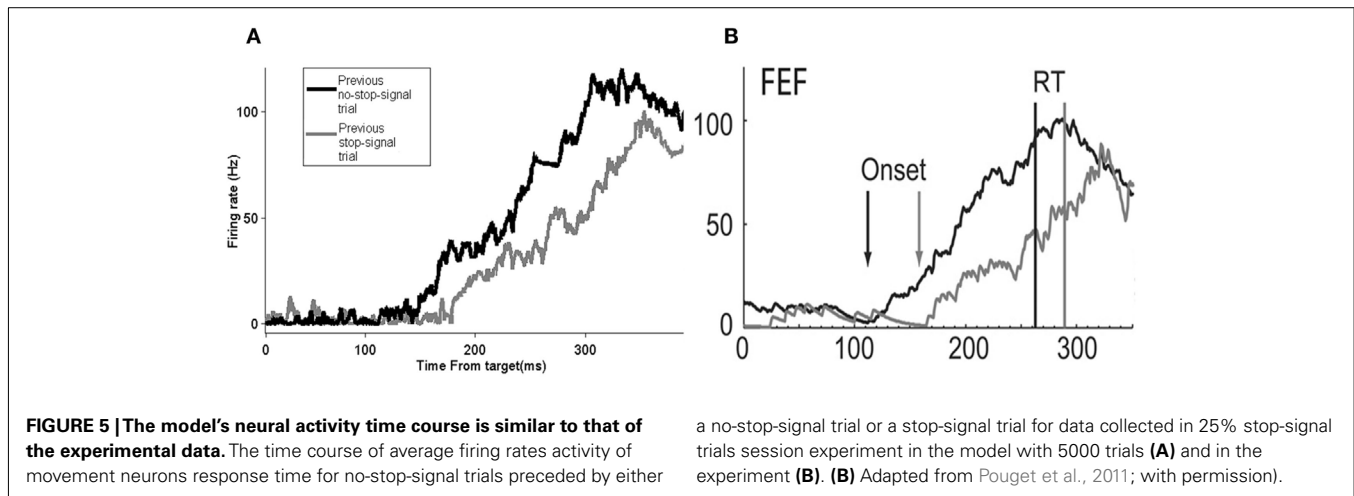 A
Previous
no-stop-signal
trial
Previous
stop-signal
trial
Firing rate (Hz)
100
50
0
0 100 200 300
Time From target(ms)
B
FEF
RT
Onset
100
50
0
0 100 200 300
FIGURE 5 | The model's neural activity time course is similar to that of
the experimental data. The time course of average firing rates activity of
movement neurons response time for no-stop-signal trials preceded by either
a no-stop-signal trial or a stop-signal trial for data collected in 25% stop-signal
trials session experiment in the model with 5000 trials (A) and in the
experiment (B). (B) Adapted from Pouget et al., 2011; with permission).